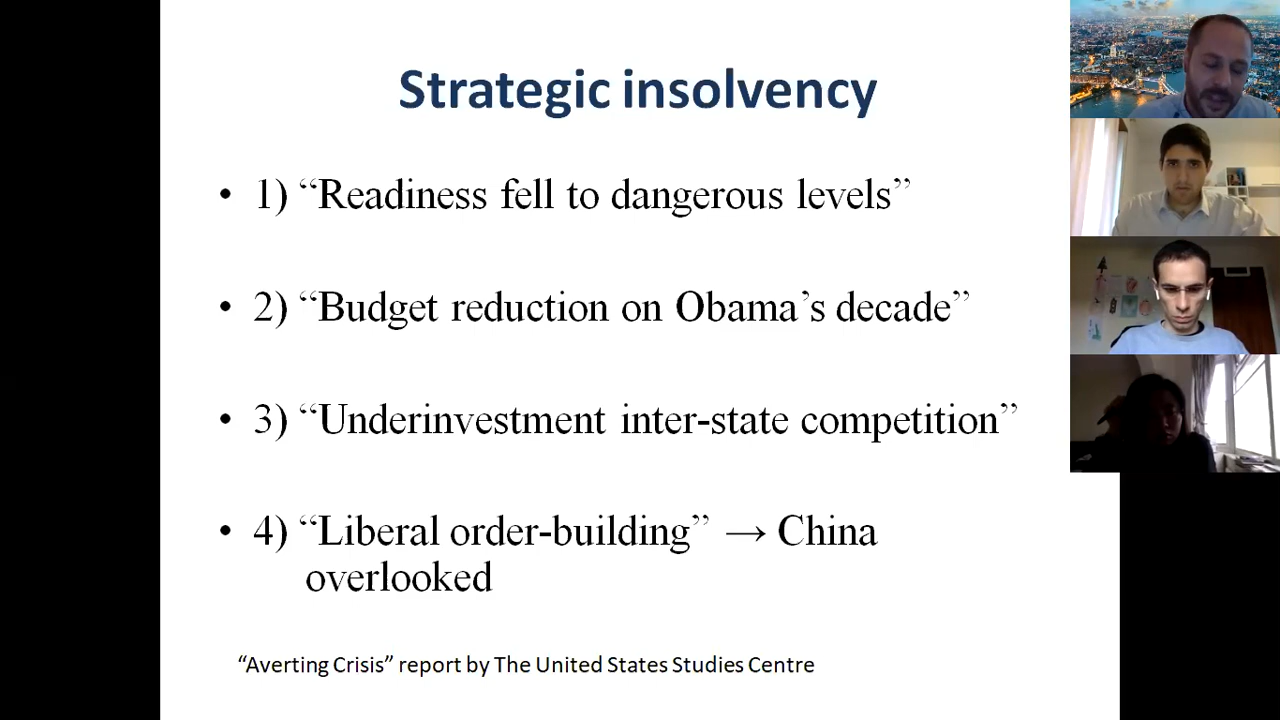 Strategic insolvency
• 1) “Readiness fell to dangerous levels”
• 2) “Budget reduction on Obama’s decade”
• 3) “Underinvestment inter-state competition”
• 4) “Liberal order-building” → China
overlooked
“Averting Crisis” report by The United States Studies Centre